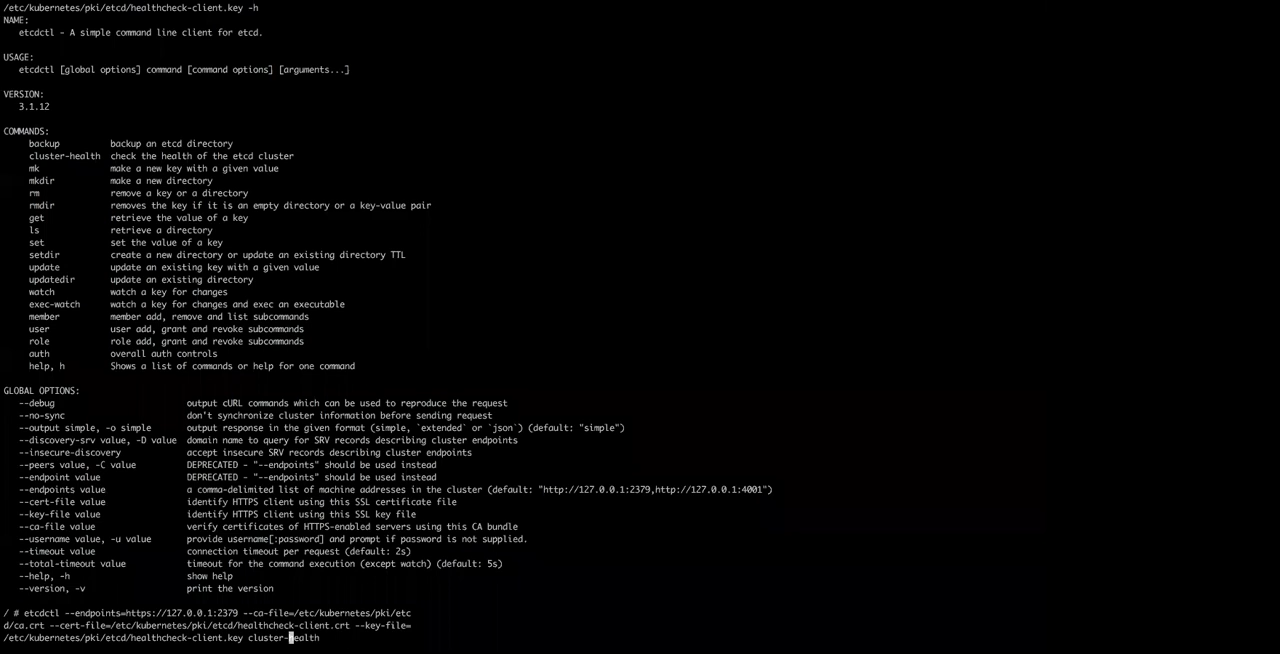 /etc/kubernetes/pki/etcd/healthcheck-client.key -h
NAME:
etcdctl - A simple command line client for etcd.
USAGE:
etcdctl [global options] command [command options] [arguments...]
VERSION:
3.1.12
COMMANDS:
backup backup an etcd directory
cluster-health check the health of the etcd cluster
mk make a new key with a given value
mkdir make a new directory
rm remove a key or a directory
rmdir removes the key if it is an empty directory or a key-value pair
get retrieve the value of a key
ls retrieve a directory
set set the value of a key
setdir create a new directory or update an existing directory TTL
update update an existing key with a given value
updatedir update an existing directory
watch watch a key for changes
exec-watch watch a key for changes and exec an executable
member member add, remove and list subcommands
user user add, grant and revoke subcommands
role role add, grant and revoke subcommands
auth overall auth controls
help, h Shows a list of commands or help for one command
GLOBAL OPTIONS:
--debug output cURL commands which can be used to reproduce the request
--no-sync don't synchronize cluster information before sending request
--output simple, -o simple output response in the given format (simple, `extended` or `json`) (default: "simple")
--discovery-srv value, -D value domain name to query for SRV records describing cluster endpoints
--insecure-discovery accept insecure SRV records describing cluster endpoints
--peers value, -C value DEPRECATED - "--endpoints" should be used instead
--endpoint value DEPRECATED - "--endpoints" should be used instead
--endpoints value a comma-delimited list of machine addresses in the cluster (default: "http://127.0.0.1:2379,http://127.0.0.1:4001")
--cert-file value identify HTTPS client using this SSL certificate file
--key-file value identify HTTPS client using this SSL key file
--ca-file value verify certificates of HTTPS-enabled servers using this CA bundle
--username value, -u value provide username[:password] and prompt if password is not supplied.
--timeout value connection timeout per request (default: 2s)
--total-timeout value timeout for the command execution (except watch) (default: 5s)
--help, -h show help
--version, -v print the version
/ # etcdctl --endpoints=https://127.0.0.1:2379 --ca-file=/etc/kubernetes/pki/etc
d/ca.crt --cert-file=/etc/kubernetes/pki/etcd/healthcheck-client.crt --key-file=
/etc/kubernetes/pki/etcd/healthcheck-client.key cluster-health